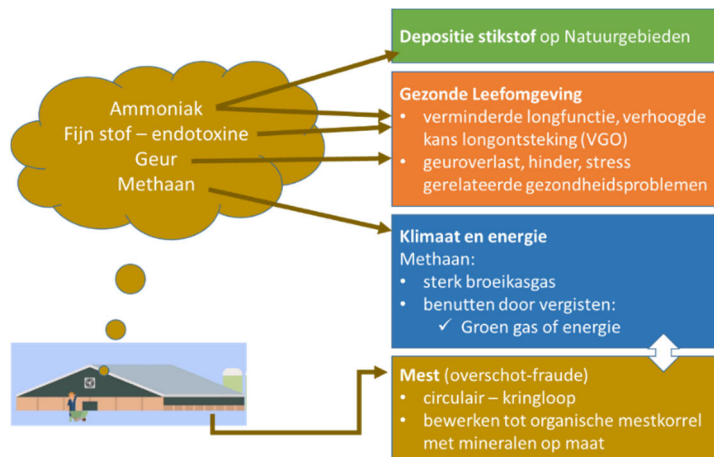 Ammoniak
Fijn stof – endotoxine
Geur
Methaan
Depositie stikstof op Natuurgebieden
Gezonde Leefomgeving
• verminderde longfunctie, verhoogde
kans longontsteking (VGO)
• geuroverlast, hinder, stress
gerelateerde gezondheidsproblemen
Klimaat en energie
Methaan:
• sterk broeikasgas
• benutten door vergisten:
✓ Groen gas of energie
Mest (overschot-fraude)
• circulair – kringloop
• bewerken tot organische mestkorrel
met mineralen op maat